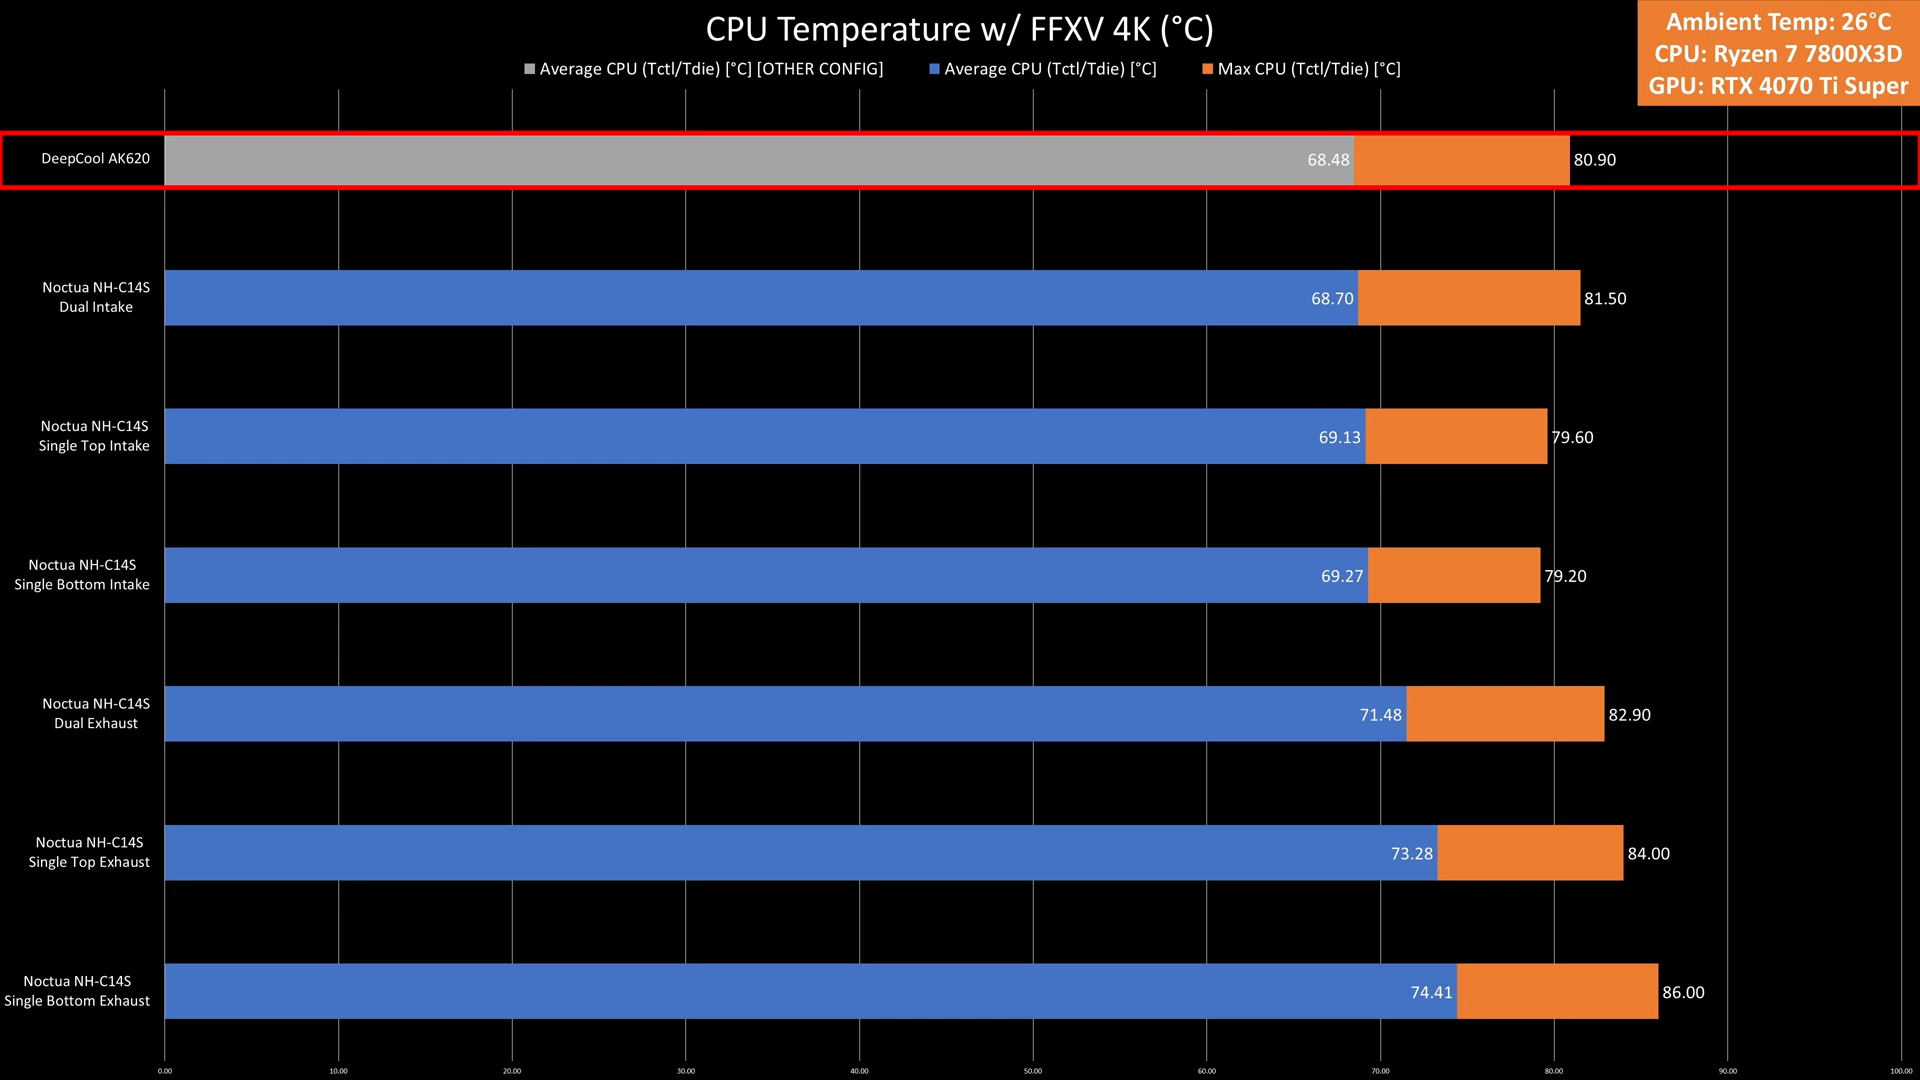 CPU Temperature w/ FFXV 4K (°C)
Ambient Temp: 26°C
CPU: Ryzen 7 7800X3D
GPU: RTX 4070 Ti Super
Average CPU (Tctl/Tdie) [°C] [OTHER CONFIG]
Average CPU (Tctl/Tdie) [°C]
Max CPU (Tctl/Tdie) [°C]
DeepCool AK620
68.48
80.90
Noctua NH-C14S
Dual Intake
68.70
81.50
Noctua NH-C14S
Single Top Intake
69.13
79.60
Noctua NH-C14S
Single Bottom Intake
69.27
79.20
Noctua NH-C14S
Dual Exhaust
71.48
82.90
Noctua NH-C14S
Single Top Exhaust
73.28
84.00
Noctua NH-C14S
Single Bottom Exhaust
74.41
86.00
0.00 10.00 20.00 30.00 40.00 50.00 60.00 70.00 80.00 90.00 100.00